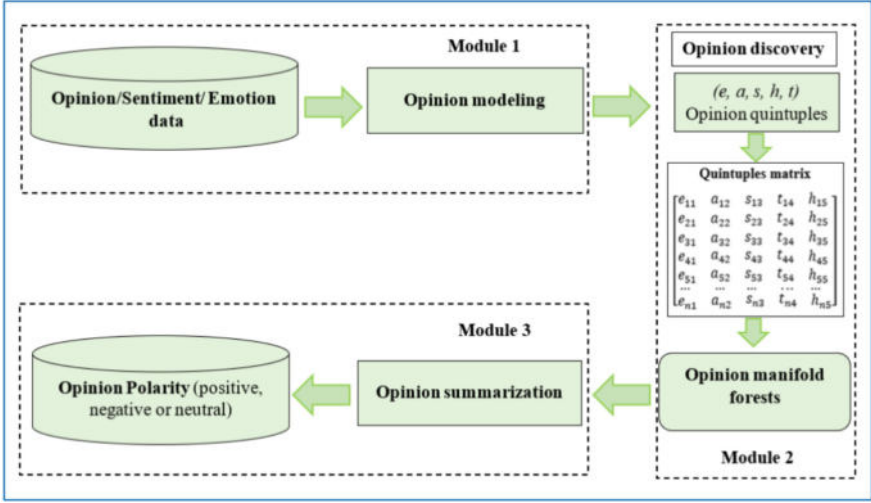 Module 1
Opinion/Sentiment/ Emotion
data
Opinion modeling
Opinion discovery
(e, a, s, h, t)
Opinion quintuples
Quintuples matrix
e11 a12 s13 t14 h15
e21 a22 s23 t24 h25
e31 a32 s33 t34 h35
e41 a42 s43 t44 h45
e51 a52 s53 t54 h55
... ... ... ... ...
en1 an2 sn3 tn4 hn5
Opinion manifold
forests
Module 2
Module 3
Opinion summarization
Opinion Polarity (positive,
negative or neutral)